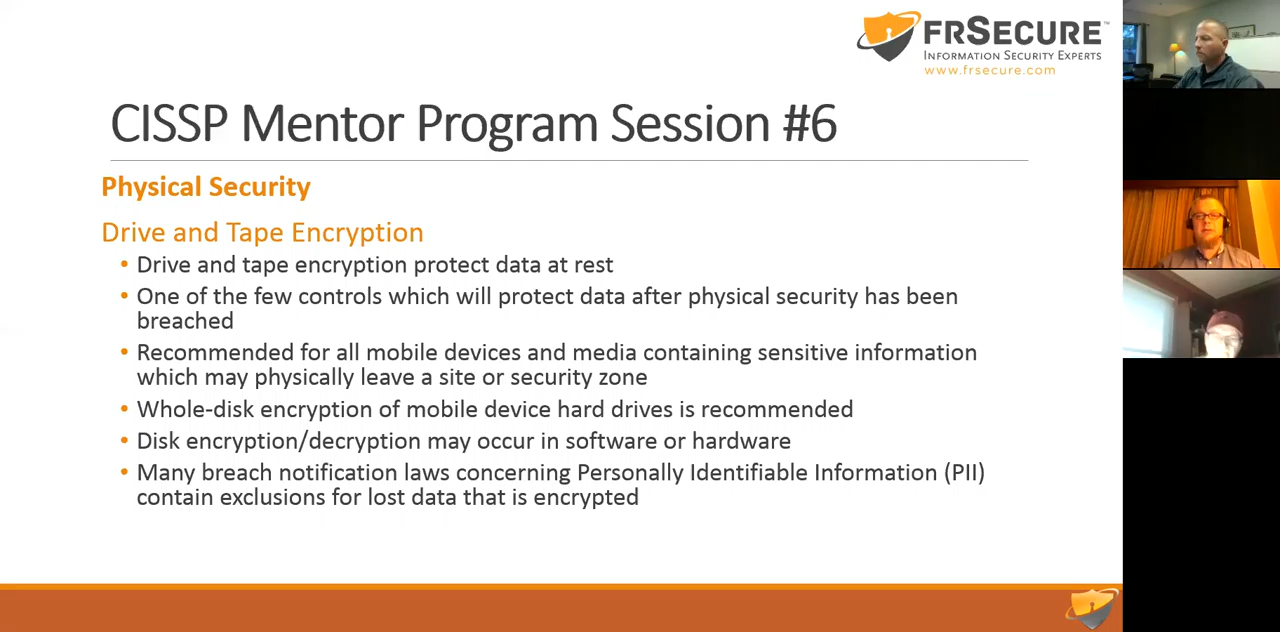 FRSECURE™
INFORMATION SECURITY EXPERTS
www.frsecure.com
CISSP Mentor Program Session #6
Physical Security
Drive and Tape Encryption
• Drive and tape encryption protect data at rest
• One of the few controls which will protect data after physical security has been
breached
• Recommended for all mobile devices and media containing sensitive information
which may physically leave a site or security zone
• Whole-disk encryption of mobile device hard drives is recommended
• Disk encryption/decryption may occur in software or hardware
• Many breach notification laws concerning Personally Identifiable Information (PII)
contain exclusions for lost data that is encrypted